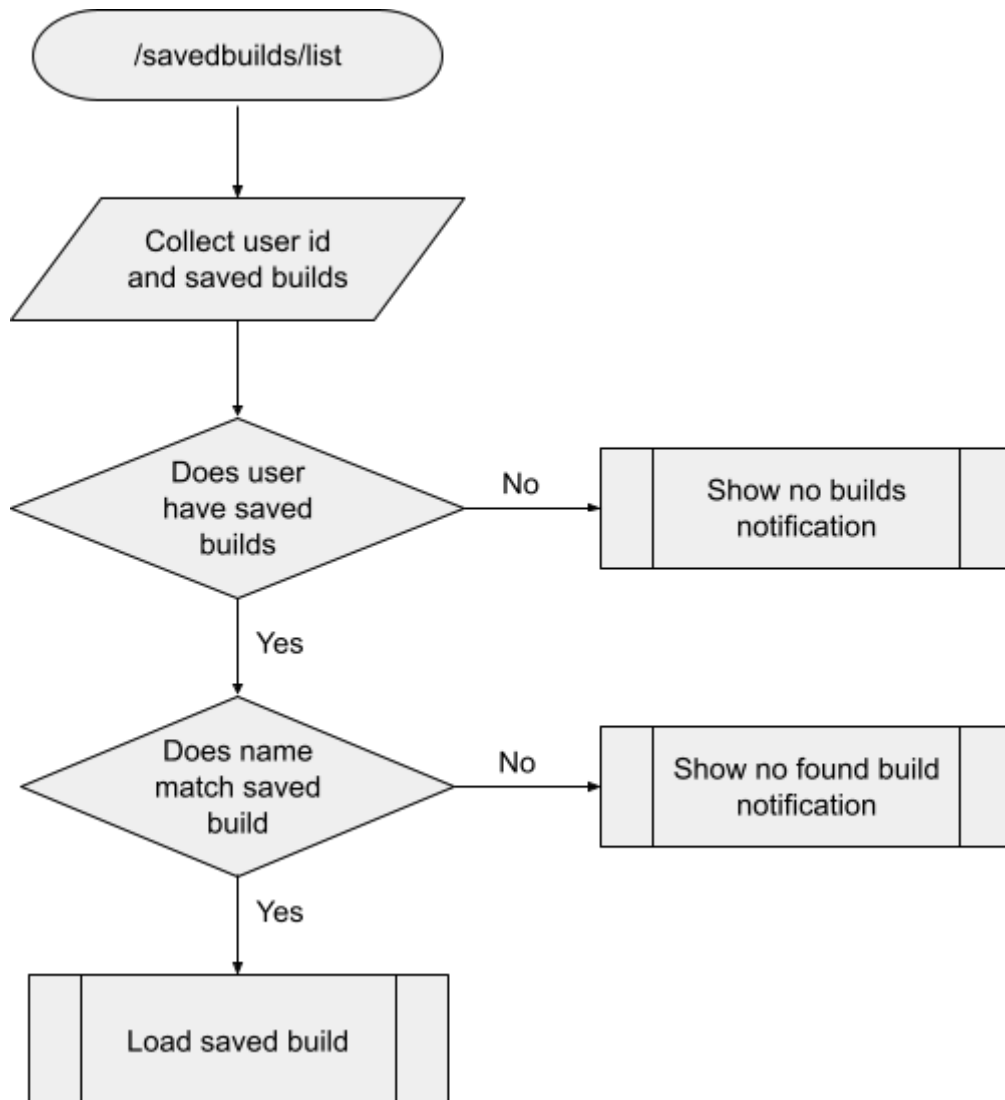 /savedbuilds/list
Collect user id
and saved builds
Does user
have saved
builds
No
Show no builds
notification
Yes
Does name
match saved
build
No
Show no found build
notification
Yes
Load saved build